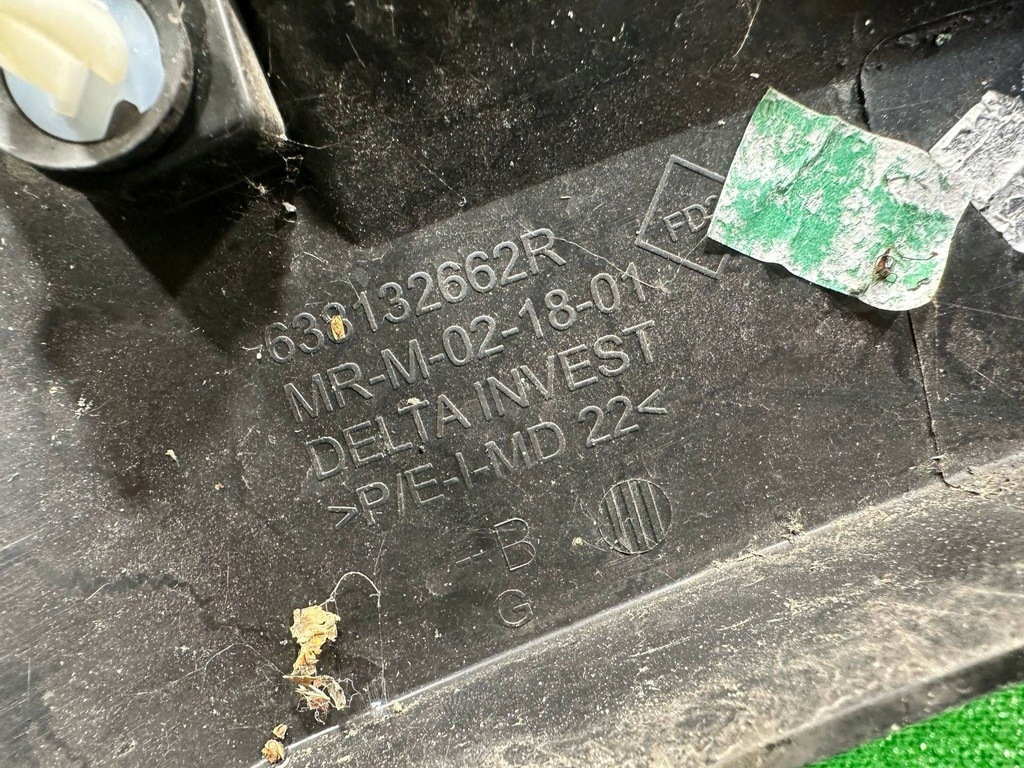 638132662R
MR-M-02-18-01
DELTA INVEST
>P/E-I-MD 22<
B
G